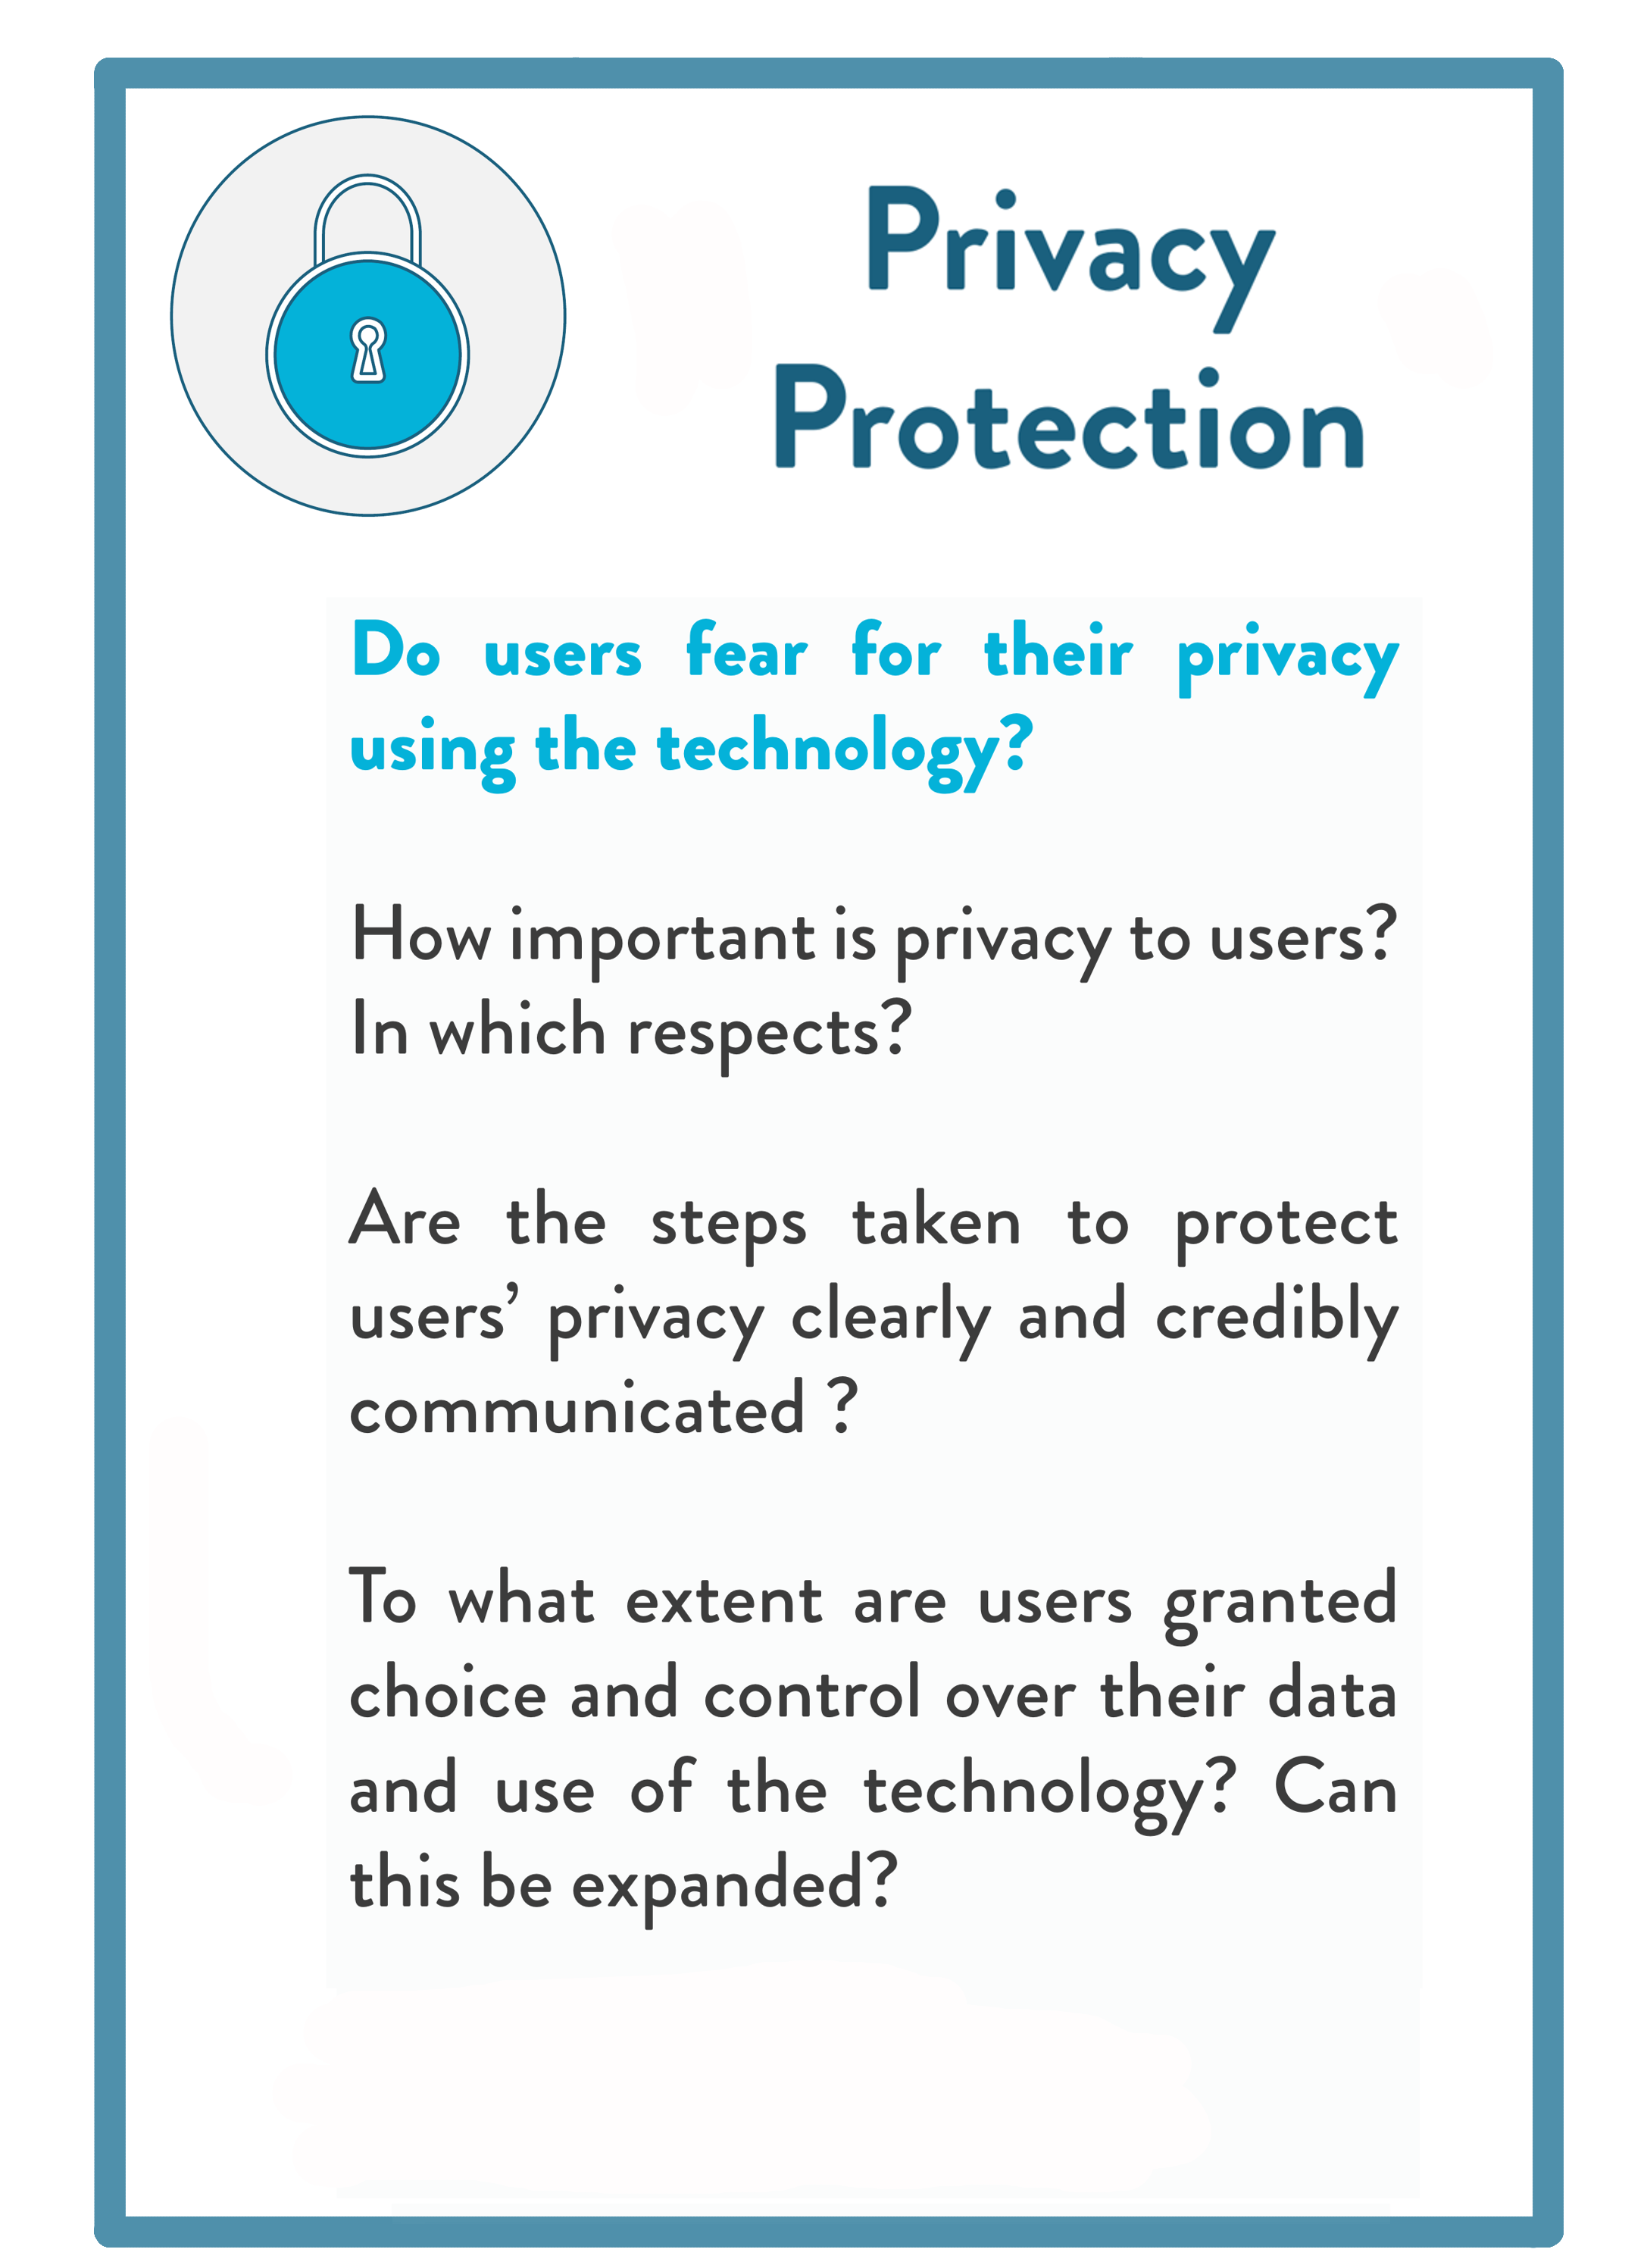 Privacy
Protection
Do users fear for their privacy
using the technology?
How important is privacy to users?
In which respects?
Are the steps taken to protect
users’ privacy clearly and credibly
communicated ?
To what extent are users granted
choice and control over their data
and use of the technology? Can
this be expanded?